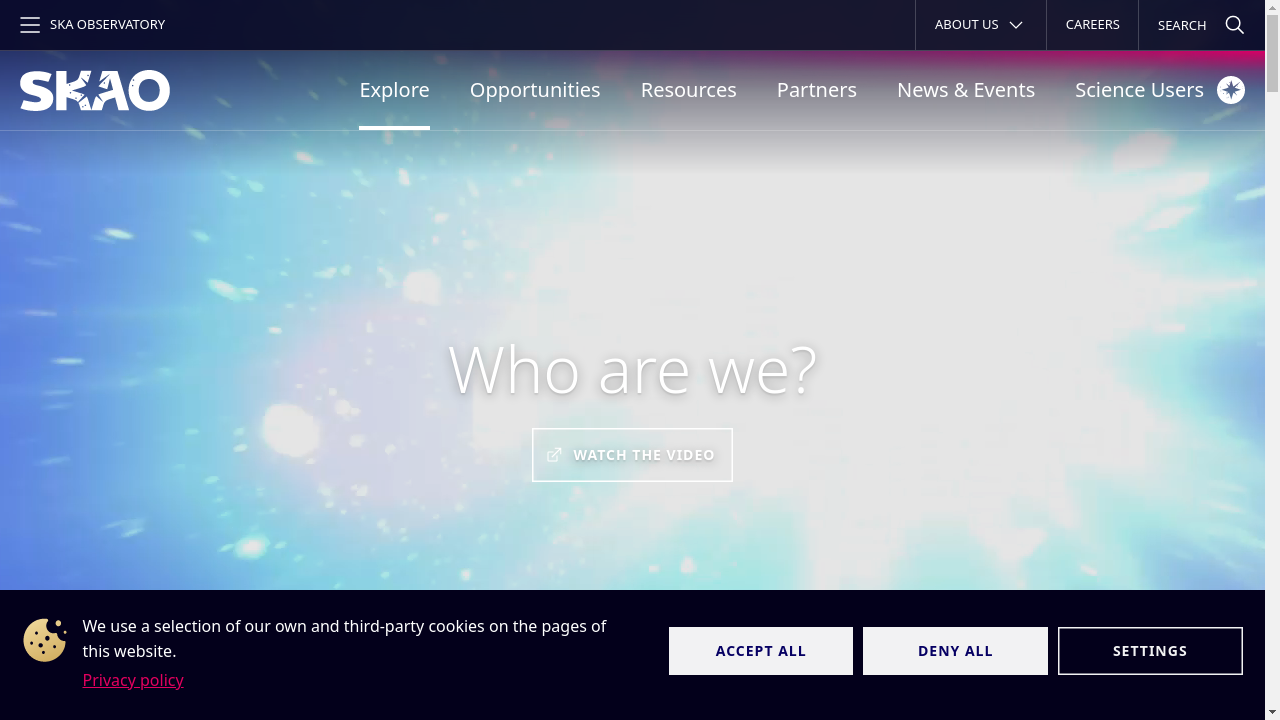 SKA OBSERVATORY
ABOUT US
CAREERS
SEARCH
SKAO
Explore
Opportunities
Resources
Partners
News & Events
Science Users
Who are we?
WATCH THE VIDEO
We use a selection of our own and third-party cookies on the pages of
this website.
Privacy policy
ACCEPT ALL
DENY ALL
SETTINGS